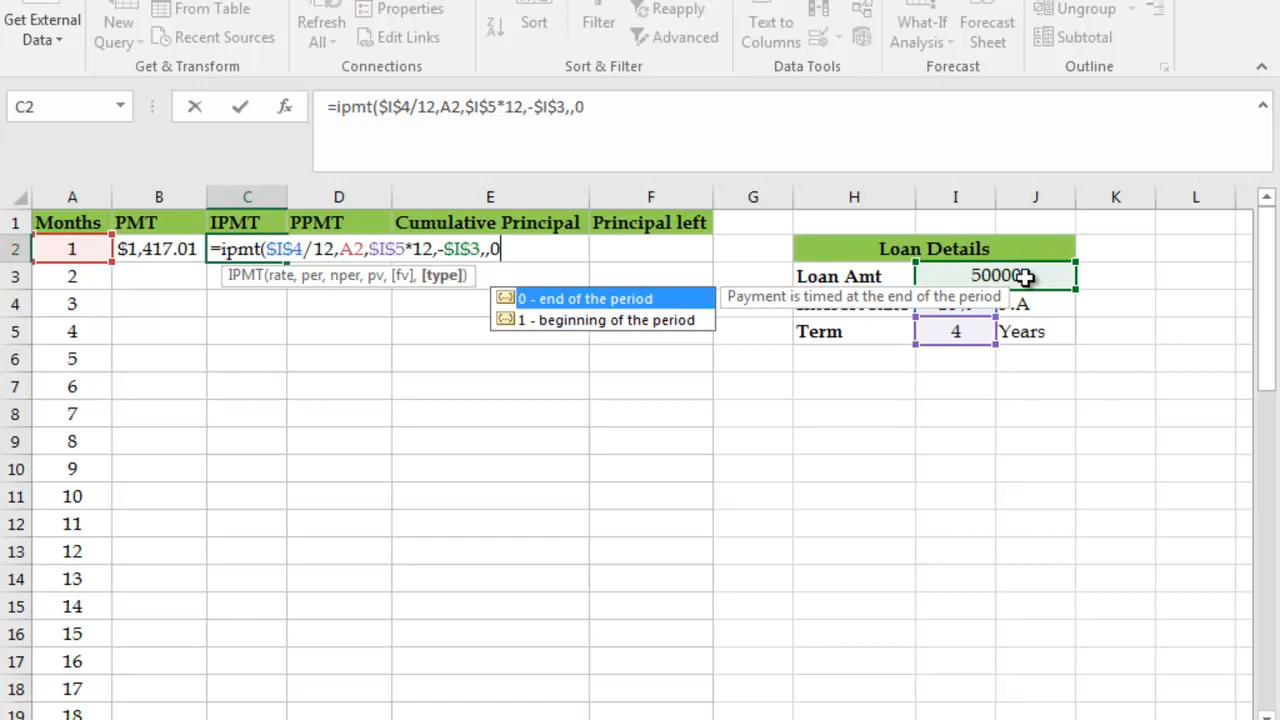 Get External Data
New Query
From Table
Recent Sources
Get & Transform
Refresh All
Properties
Edit Links
Connections
Sort
Filter
Reapply
Advanced
Sort & Filter
Text to Columns
Data Tools
What-If Analysis
Forecast Sheet
Forecast
Ungroup
Subtotal
Outline
C2
fx
=ipmt($I$4/12,A2,$I$5*12,-$I$3,,0
A B C D E F G H I J K L
1 Months PMT IPMT PPMT Cumulative Principal Principal left
2 1 $1,417.01 =ipmt($I$4/12,A2,$I$5*12,-$I$3,,0 Loan Details
IPMT(rate, per, nper, pv, [fv], [type])
3 2 Loan Amt
0 - end of the period
Payment is timed at the end of the period
1 - beginning of the period
4 3
5 4 Term 4 Years
6 5
7 6
8 7
9 8
10 9
11 10
12 11
13 12
14 13
15 14
16 15
17 16
18 17
19 18